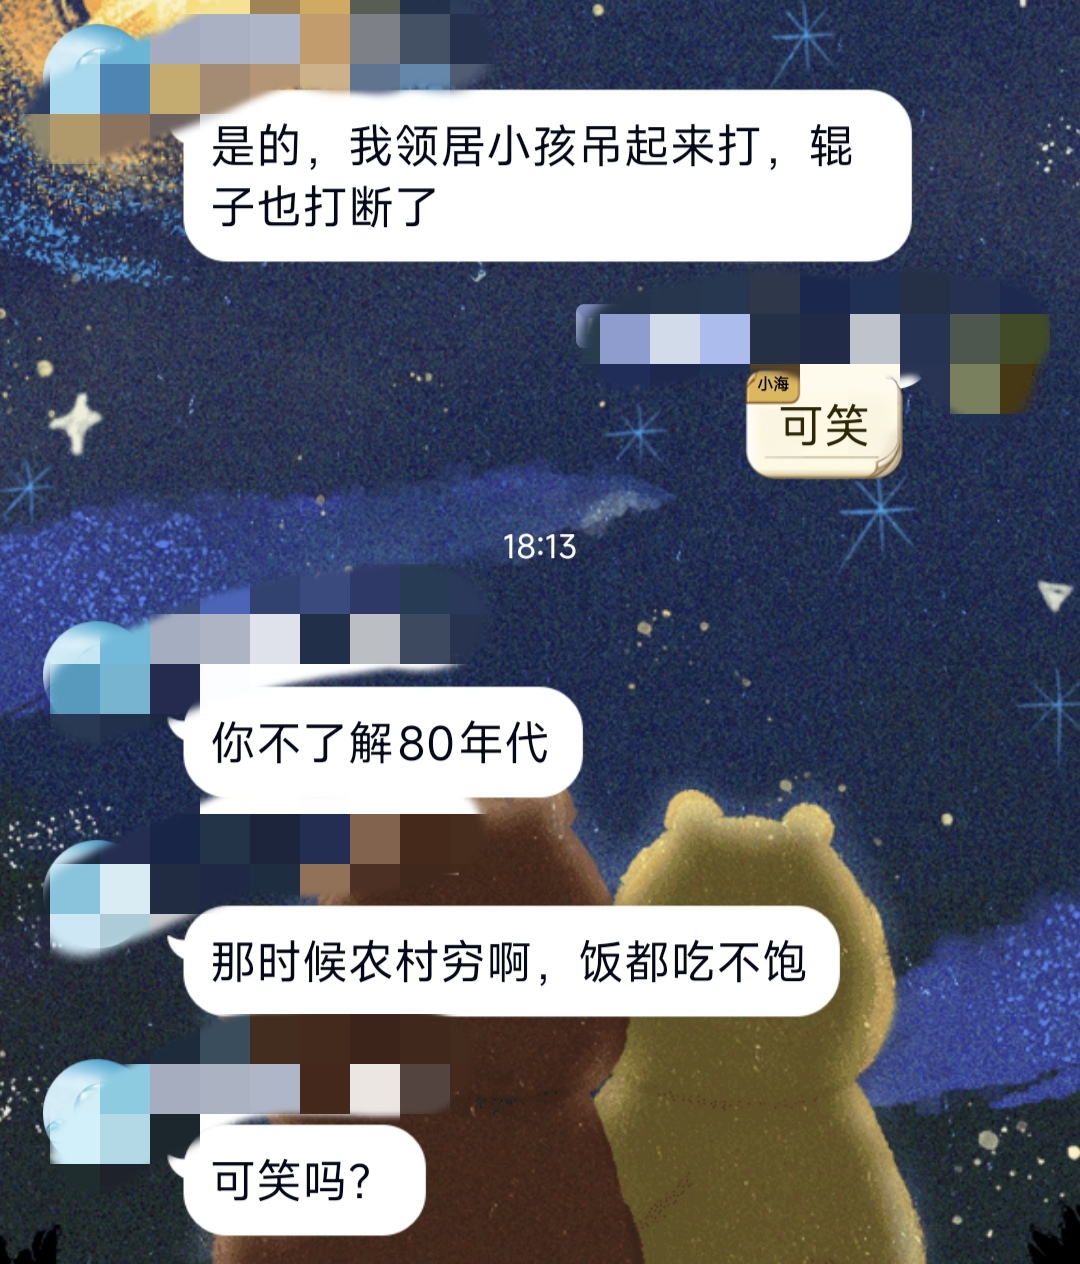 是的，我领居小孩吊起来打，辊
子也打断了
小海
可笑
18:13
你不了解80年代
那时候农村穷啊，饭都吃不饱
可笑吗？